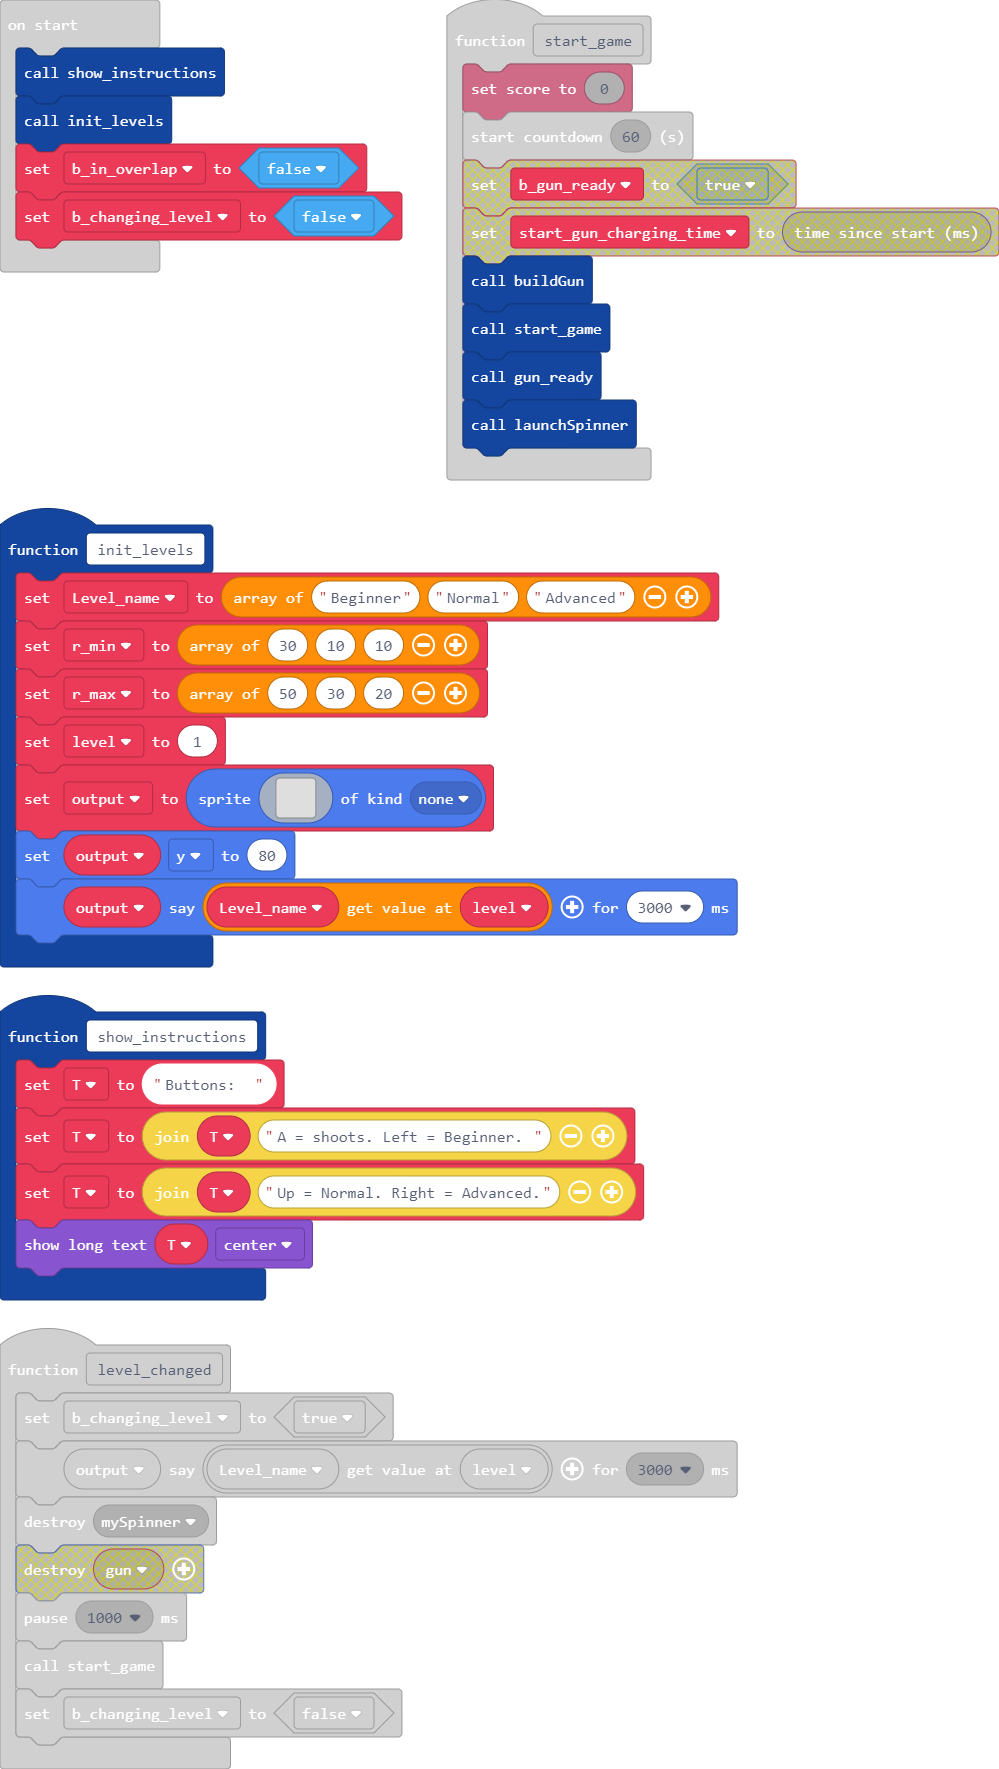 on start
call show_instructions
call init_levels
set b_in_overlap to false
set b_changing_level to false
function start_game
set score to 0
start countdown 60 (s)
set b_gun_ready to true
set start_gun_charging_time to time since start (ms)
call buildGun
call start_game
call gun_ready
call launchSpinner
function init_levels
set Level_name to array of "Beginner" "Normal" "Advanced"
set r_min to array of 30 10 10
set r_max to array of 50 30 20
set level to 1
set output to sprite of kind none
set output y to 80
output say Level_name get value at level for 3000 ms
function show_instructions
set T to "Buttons:  "
set T to join T "A = shoots. Left = Beginner. "
set T to join T "Up = Normal. Right = Advanced."
show long text T center
function level_changed
set b_changing_level to true
output say Level_name get value at level for 3000 ms
destroy mySpinner
destroy gun
pause 1000 ms
call start_game
set b_changing_level to false